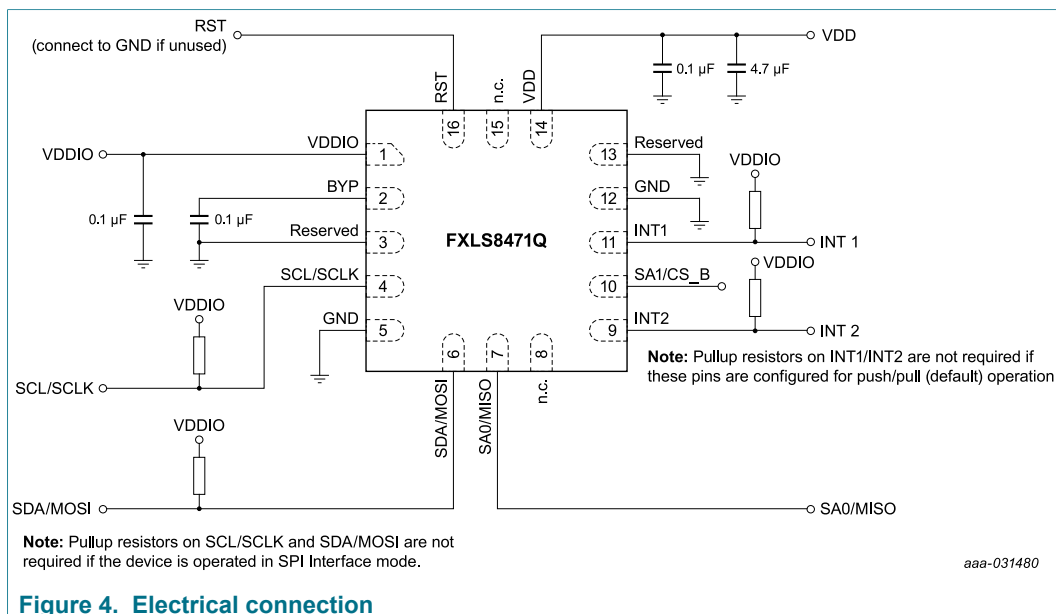 RST
(connect to GND if unused)
VDD
0.1 µF
4.7 µF
RST
n.c.
VDD
16
15
14
VDDIO
VDDIO
1
13
Reserved
VDDIO
BYP
2
12
GND
0.1 µF
0.1 µF
Reserved
3
FXLS8471Q
11
INT1
INT 1
SCL/SCLK
4
10
SA1/CS_B
VDDIO
VDDIO
GND
5
9
INT2
INT 2
6
7
8
Note: Pullup resistors on INT1/INT2 are not required if
these pins are configured for push/pull (default) operation
SCL/SCLK
SDA/MOSI
SA0/MISO
n.c.
VDDIO
SDA/MOSI
SA0/MISO
Note: Pullup resistors on SCL/SCLK and SDA/MOSI are not
required if the device is operated in SPI Interface mode.
aaa-031480
Figure 4. Electrical connection